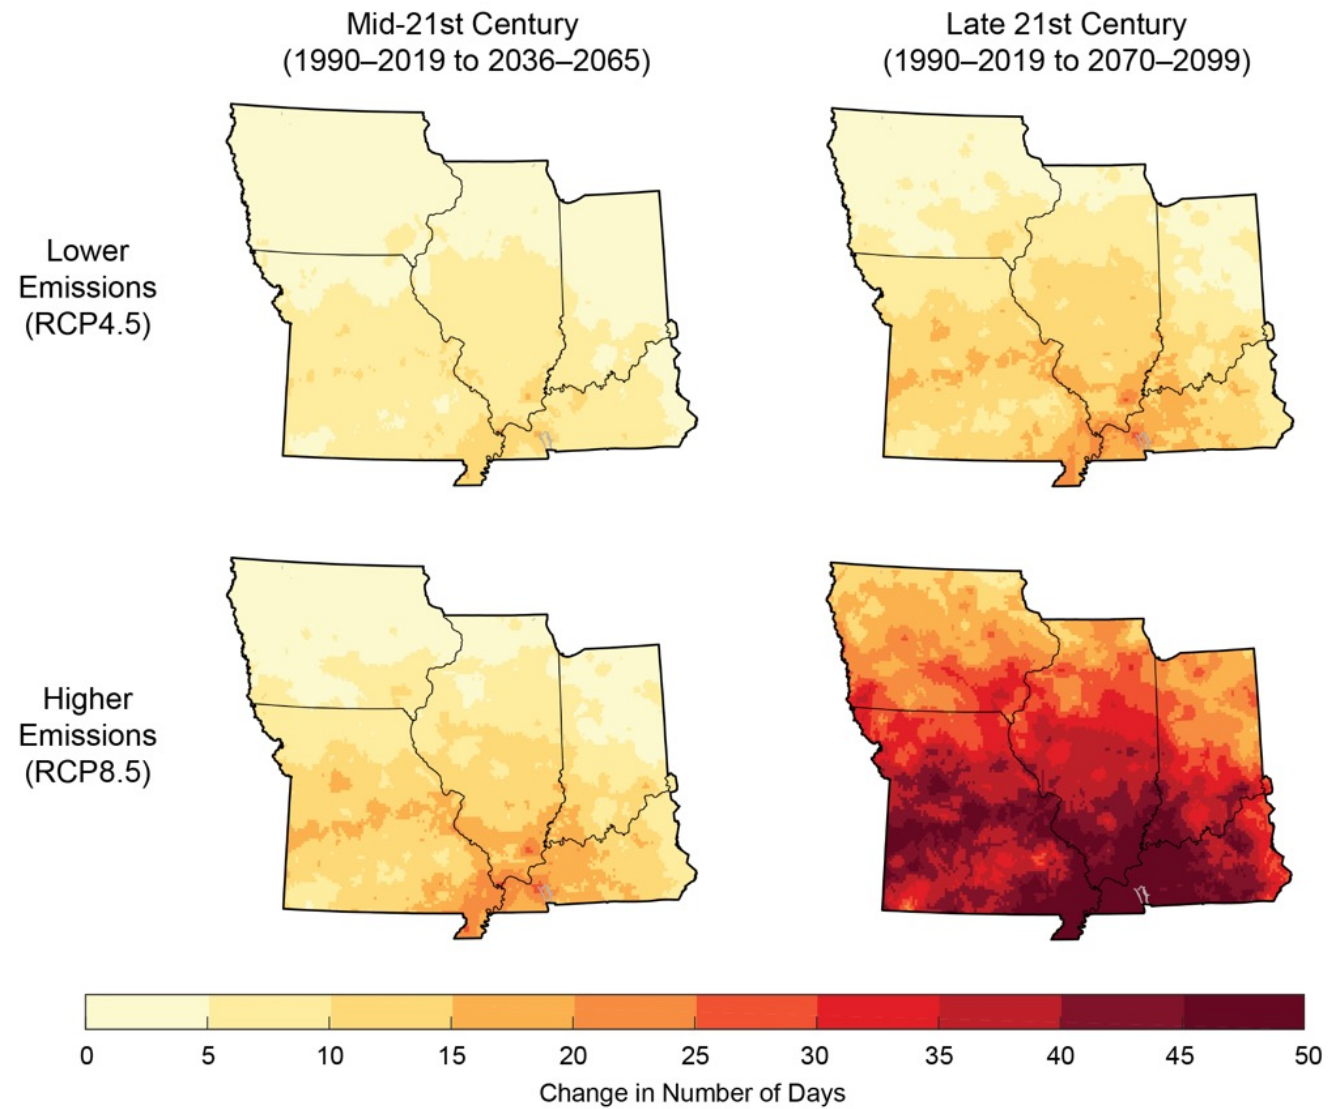 Mid-21st Century
(1990–2019 to 2036–2065)
Late 21st Century
(1990–2019 to 2070–2099)
Lower
Emissions
(RCP4.5)
Higher
Emissions
(RCP8.5)
0 5 10 15 20 25 30 35 40 45 50
Change in Number of Days